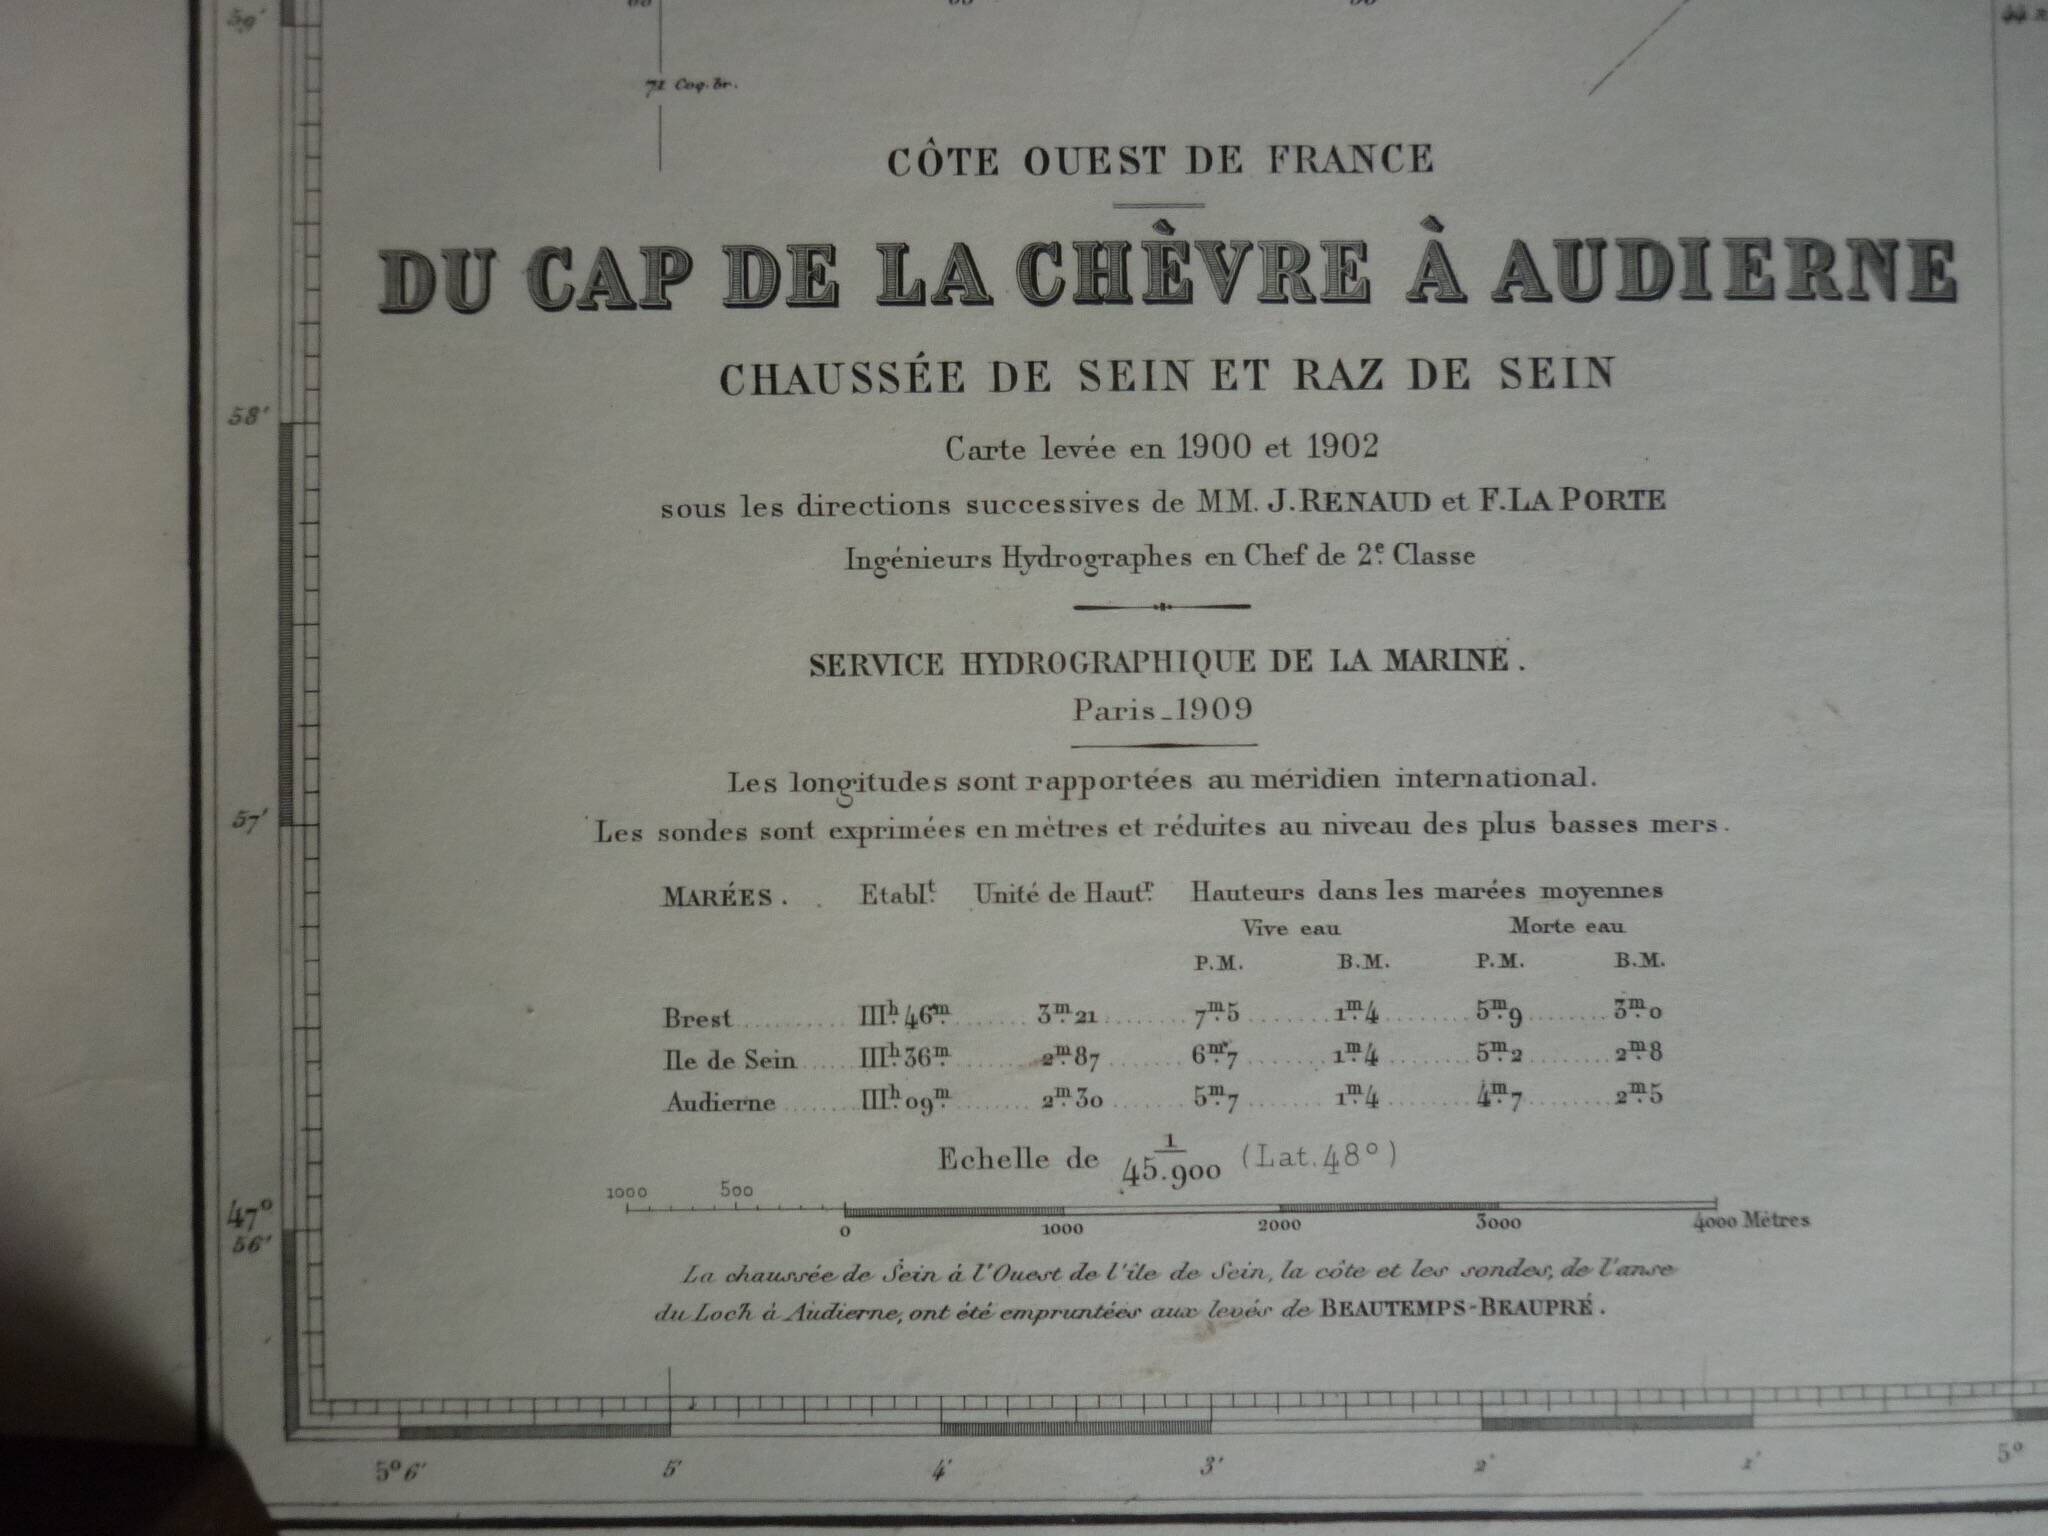 59'
72 Coq. br.
CÔTE OUEST DE FRANCE
DU CAP DE LA CHÈVRE À AUDIERNE
CHAUSSÉE DE SEIN ET RAZ DE SEIN
Carte levée en 1900 et 1902
sous les directions successives de MM. J. RENAUD et F. LA PORTE
Ingénieurs Hydrographes en Chef de 2e. Classe
SERVICE HYDROGRAPHIQUE DE LA MARINE.
Paris_1909
Les longitudes sont rapportées au méridien international.
Les sondes sont exprimées en mètres et réduites au niveau des plus basses mers.
MARÉES. Etablt. Unité de Hautr. Hauteurs dans les marées moyennes
Vive eau Morte eau
P.M. B.M. P.M. B.M.
Brest IIIh.46m. 3m.21 7m.5 1m.4 5m.9 3m.0
Ile de Sein IIIh.36m. 2m.87 6m.7 1m.4 5m.2 2m.8
Audierne IIIh.09m. 2m.30 5m.7 1m.4 4m.7 2m.5
Echelle de 1/45.900 (Lat. 48°)
1000 500
0 1000 2000 3000 4000 Mètres
La chaussée de Sein à l'Ouest de l'île de Sein, la côte et les sondes, de l'anse
du Loc'h à Audierne, ont été empruntées aux levés de BEAUTEMPS-BEAUPRÉ.
58'
57'
47°
56'
5° 6' 5' 4' 3' 2' 1' 5°